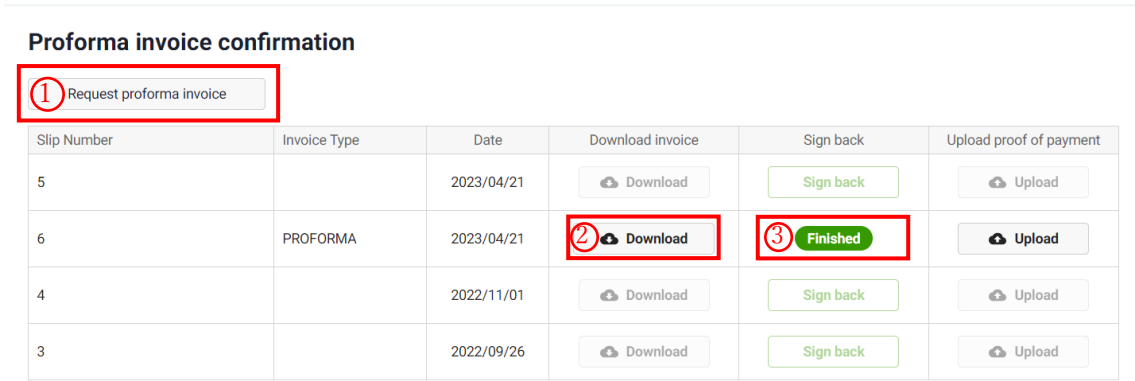 Proforma invoice confirmation
① Request proforma invoice
Slip Number Invoice Type Date Download invoice Sign back Upload proof of payment
5 2023/04/21 Download Sign back Upload
6 PROFORMA 2023/04/21 ② Download ③ Finished Upload
4 2022/11/01 Download Sign back Upload
3 2022/09/26 Download Sign back Upload